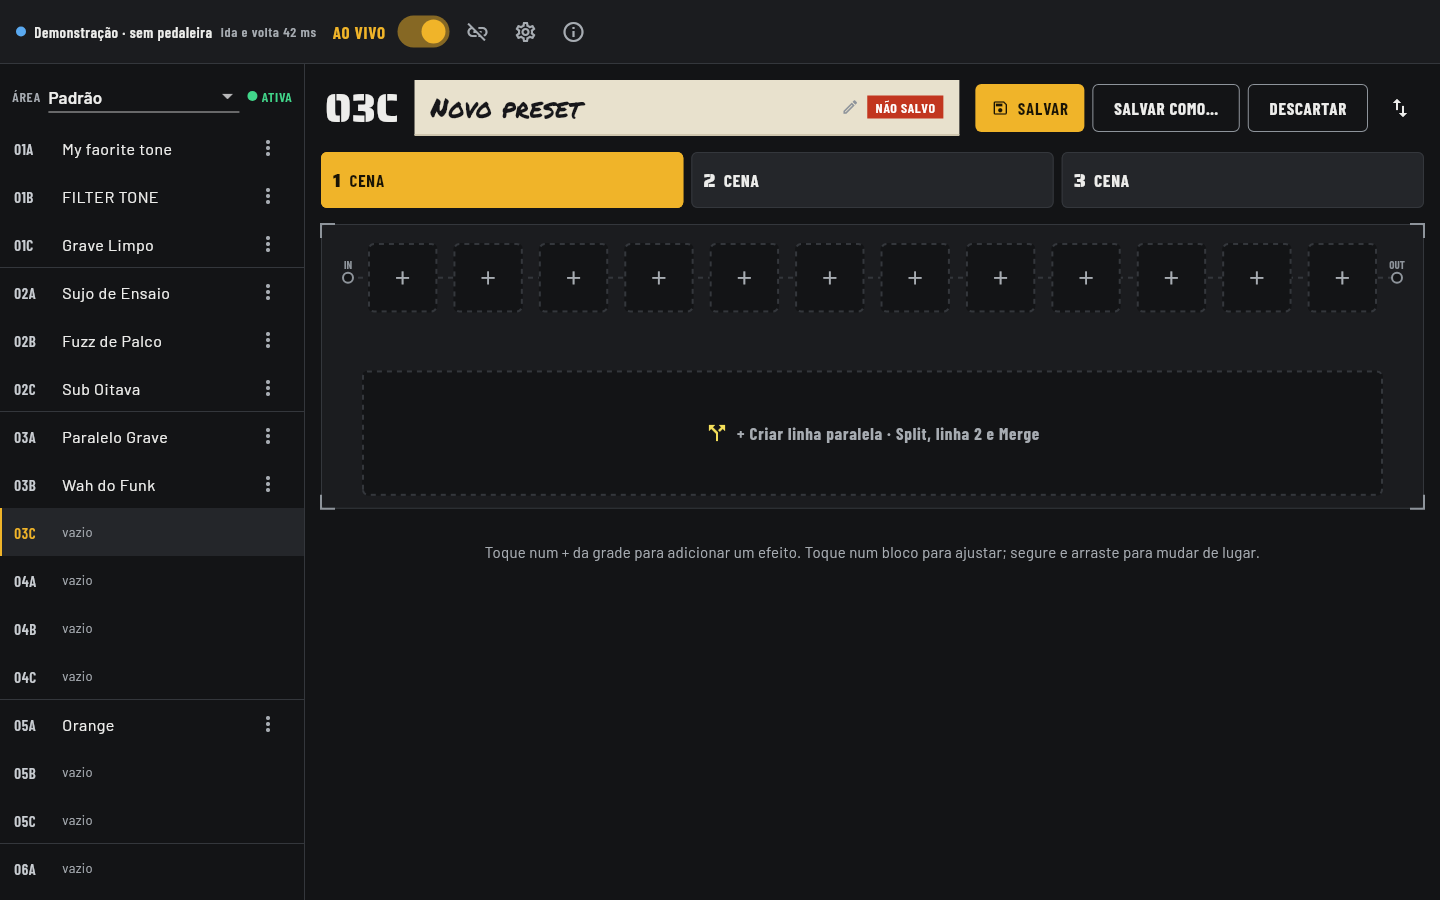 Demonstração · sem pedaleira Ida e volta 42 ms AO VIVO
ÁREA Padrão ATIVA
01A My faorite tone
01B FILTER TONE
01C Grave Limpo
02A Sujo de Ensaio
02B Fuzz de Palco
02C Sub Oitava
03A Paralelo Grave
03B Wah do Funk
03C vazio
04A vazio
04B vazio
04C vazio
05A Orange
05B vazio
05C vazio
06A vazio
03C Novo preset NÃO SALVO SALVAR SALVAR COMO... DESCARTAR
1 CENA 2 CENA 3 CENA
IN + + + + + + + + + + + + OUT
+ Criar linha paralela · Split, linha 2 e Merge
Toque num + da grade para adicionar um efeito. Toque num bloco para ajustar; segure e arraste para mudar de lugar.